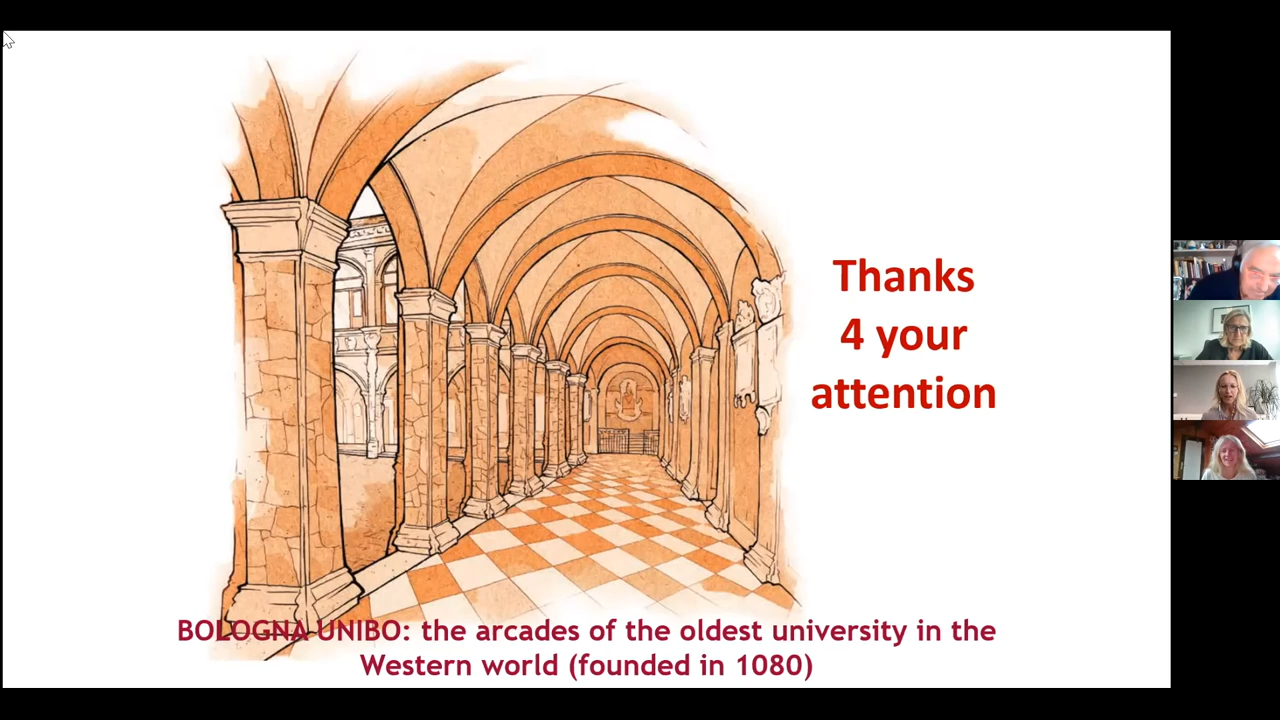 Thanks
4 your
attention
BOLOGNA UNIBO: the arcades of the oldest university in the
Western world (founded in 1080)